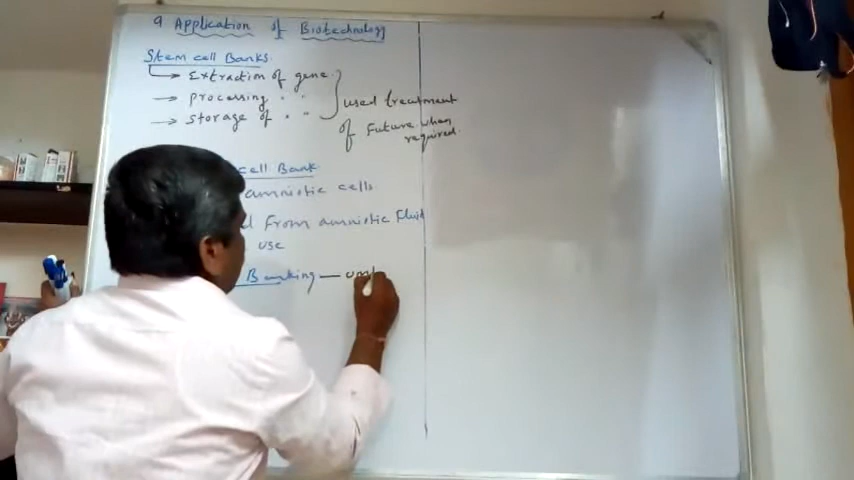 9 Application of Biotechnology
Stem cell Banks.
→ Extraction of gene.
→ processing " "
→ storage of " "
used treatment
of Future when
required.
cell Bank
amniotic cells
From amniotic Fluid
use
Banking —